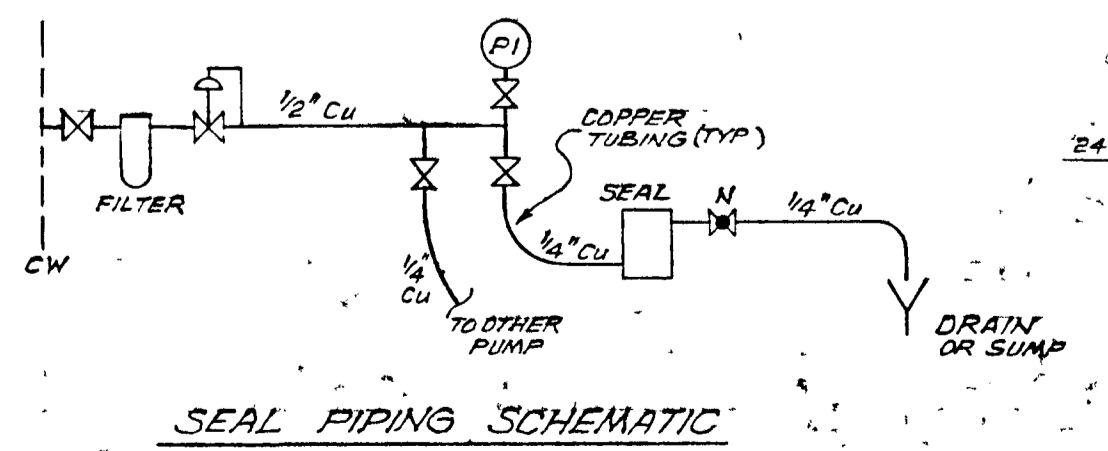 PI
1/2" Cu
COPPER
TUBING (TYP)
'24
FILTER
SEAL
N
1/4" Cu
1/4" Cu
CW
1/4"
Cu
TO OTHER
PUMP
DRAIN
OR SUMP
SEAL PIPING SCHEMATIC